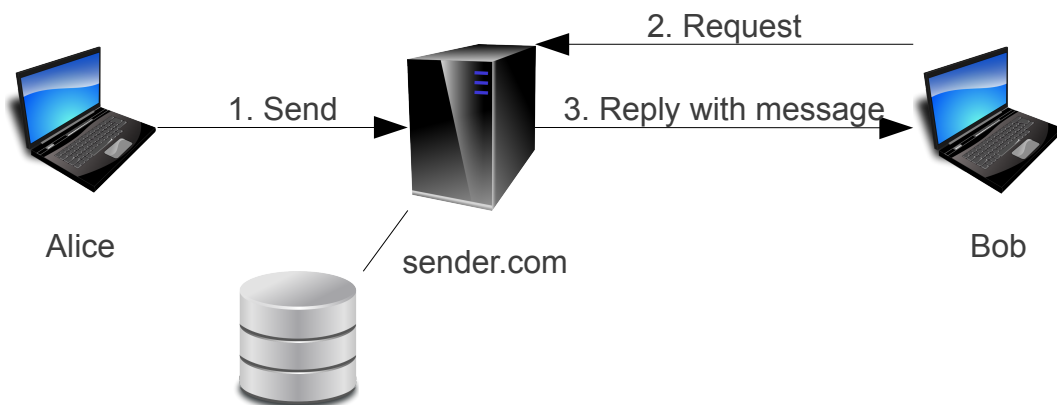 2. Request
1. Send
3. Reply with message
Alice
Bob
sender.com